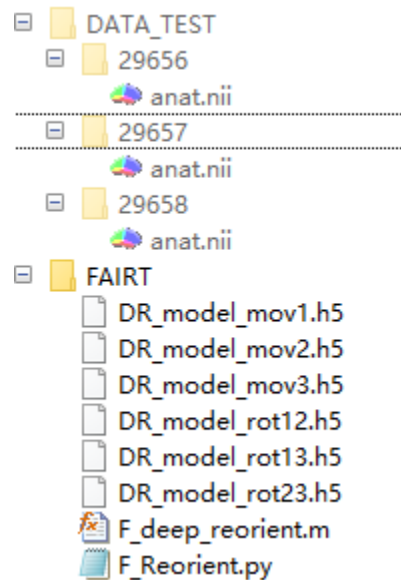 DATA_TEST
29656
anat.nii
29657
anat.nii
29658
anat.nii
FAIRT
DR_model_mov1.h5
DR_model_mov2.h5
DR_model_mov3.h5
DR_model_rot12.h5
DR_model_rot13.h5
DR_model_rot23.h5
F_deep_reorient.m
F_Reorient.py